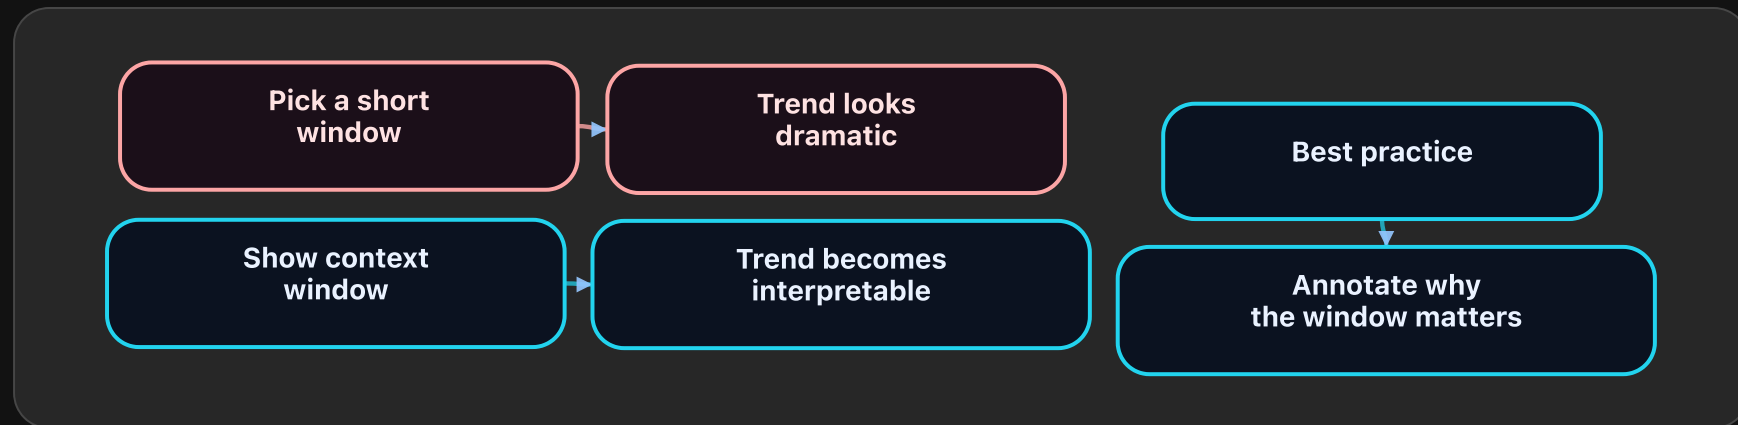 Pick a short
window
Trend looks
dramatic
Show context
window
Trend becomes
interpretable
Best practice
Annotate why
the window matters